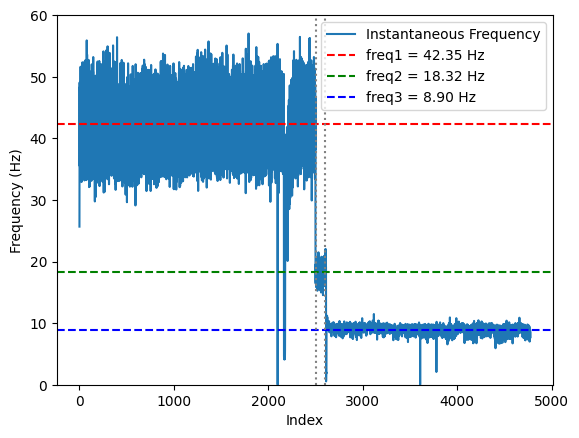 60
50
40
30
20
10
0
Frequency (Hz)
Instantaneous Frequency
freq1 = 42.35 Hz
freq2 = 18.32 Hz
freq3 = 8.90 Hz
0 1000 2000 3000 4000 5000
Index